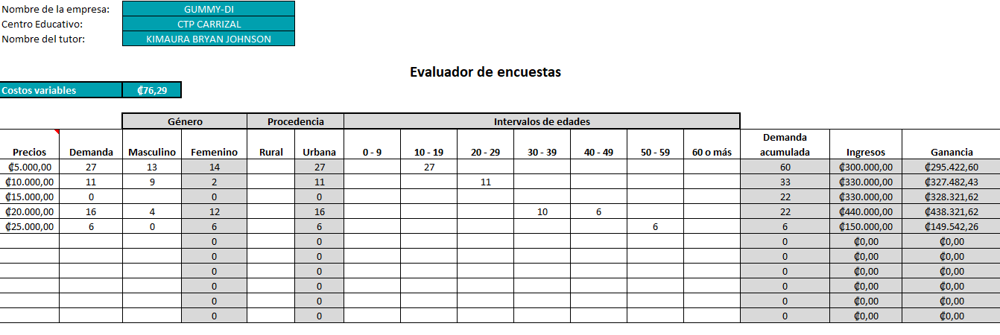 Nombre de la empresa: GUMMY-DI
Centro Educativo: CTP CARRIZAL
Nombre del tutor: KIMAURA BRYAN JOHNSON
Evaluador de encuestas
Costos variables ₡76,29
Género Procedencia Intervalos de edades
Precios Demanda Masculino Femenino Rural Urbana 0 - 9 10 - 19 20 - 29 30 - 39 40 - 49 50 - 59 60 o más Demanda acumulada Ingresos Ganancia
₡5.000,00 27 13 14 27 27 60 ₡300.000,00 ₡295.422,60
₡10.000,00 11 9 2 11 11 33 ₡330.000,00 ₡327.482,43
₡15.000,00 0 0 0 22 ₡330.000,00 ₡328.321,62
₡20.000,00 16 4 12 16 10 6 22 ₡440.000,00 ₡438.321,62
₡25.000,00 6 0 6 6 6 6 ₡150.000,00 ₡149.542,26
0 0 0 ₡0,00 ₡0,00
0 0 0 ₡0,00 ₡0,00
0 0 0 ₡0,00 ₡0,00
0 0 0 ₡0,00 ₡0,00
0 0 0 ₡0,00 ₡0,00
0 0 0 ₡0,00 ₡0,00